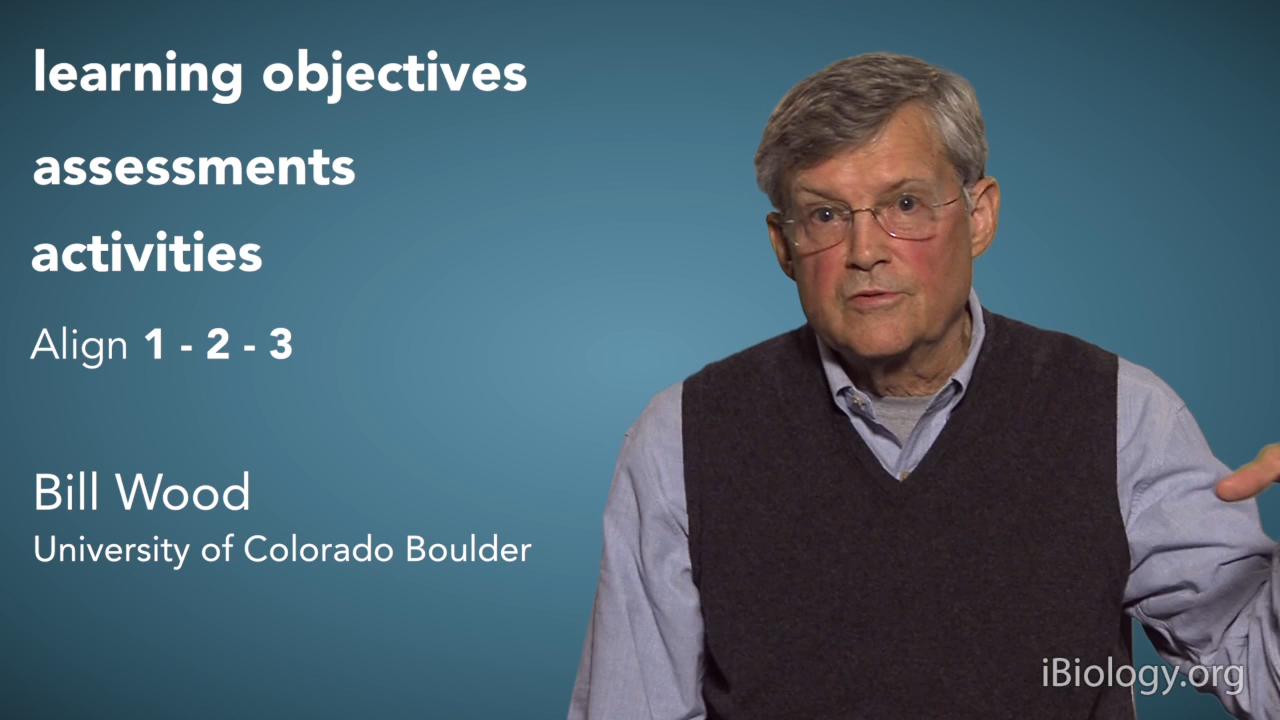 learning objectives
assessments
activities
Align 1 - 2 - 3
Bill Wood
University of Colorado Boulder
iBiology.org